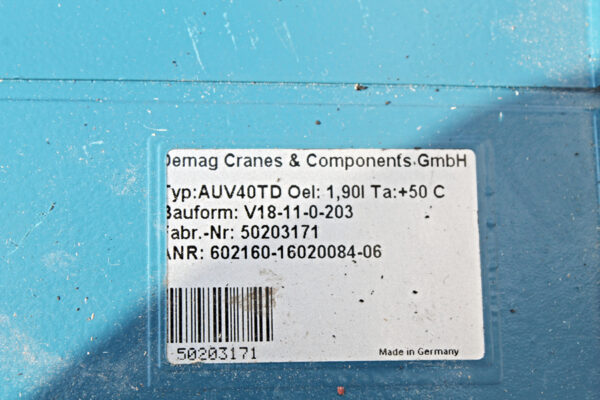 Demag Cranes & Components GmbH
Typ:AUV40TD Oel: 1,90l Ta:+50 C
Bauform: V18-11-0-203
Fabr.-Nr: 50203171
ANR: 602160-16020084-06
50203171
Made in Germany